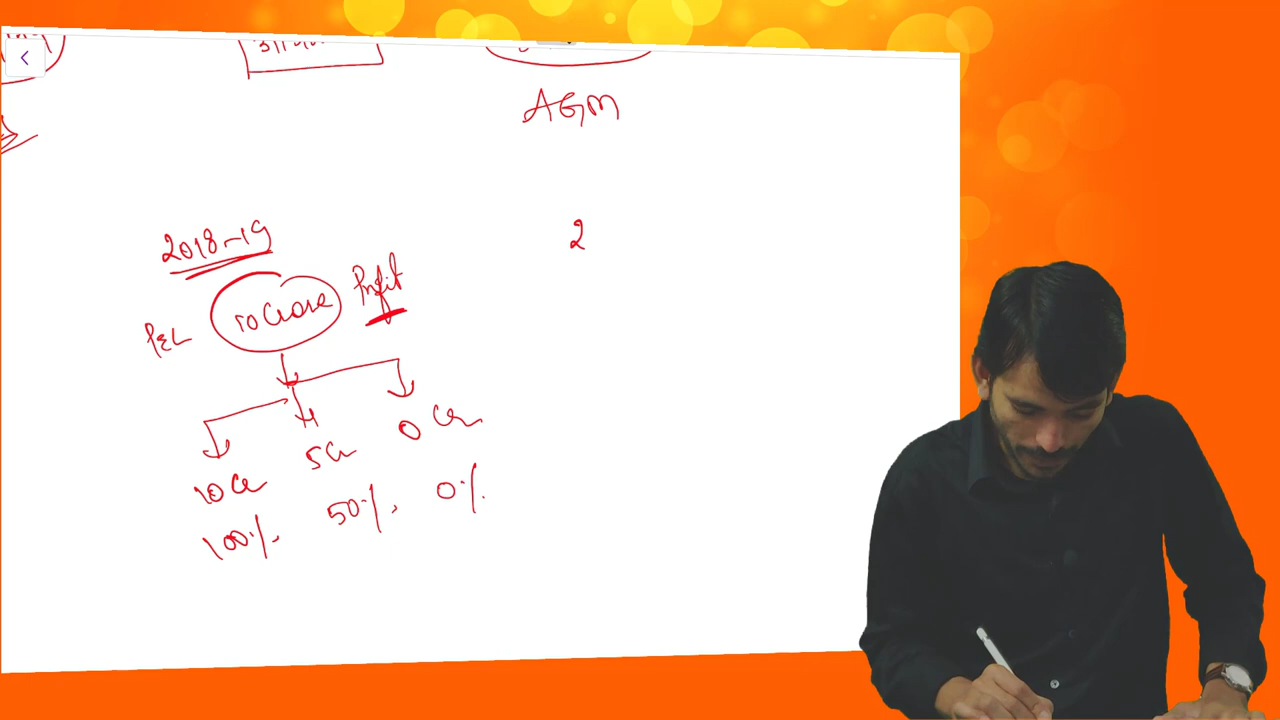 AGM
2018-19
2
10 Crore Profit
P&L
10 Cr 5 Cr 0 Cr
100% 50% 0%